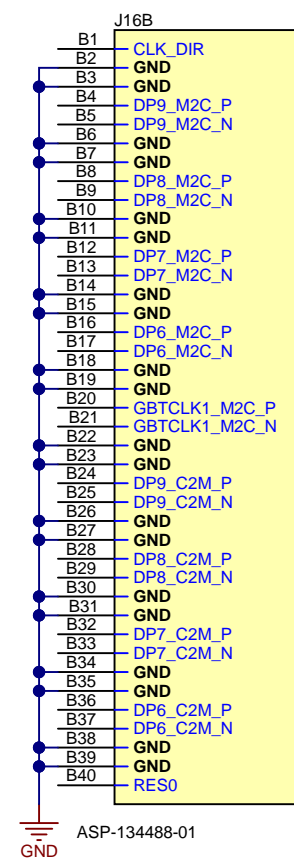 J16B
B1 CLK_DIR
B2 GND
B3 GND
B4 DP9_M2C_P
B5 DP9_M2C_N
B6 GND
B7 GND
B8 DP8_M2C_P
B9 DP8_M2C_N
B10 GND
B11 GND
B12 DP7_M2C_P
B13 DP7_M2C_N
B14 GND
B15 GND
B16 DP6_M2C_P
B17 DP6_M2C_N
B18 GND
B19 GND
B20 GBTCLK1_M2C_P
B21 GBTCLK1_M2C_N
B22 GND
B23 GND
B24 DP9_C2M_P
B25 DP9_C2M_N
B26 GND
B27 GND
B28 DP8_C2M_P
B29 DP8_C2M_N
B30 GND
B31 GND
B32 DP7_C2M_P
B33 DP7_C2M_N
B34 GND
B35 GND
B36 DP6_C2M_P
B37 DP6_C2M_N
B38 GND
B39 GND
B40 RES0
ASP-134488-01
GND